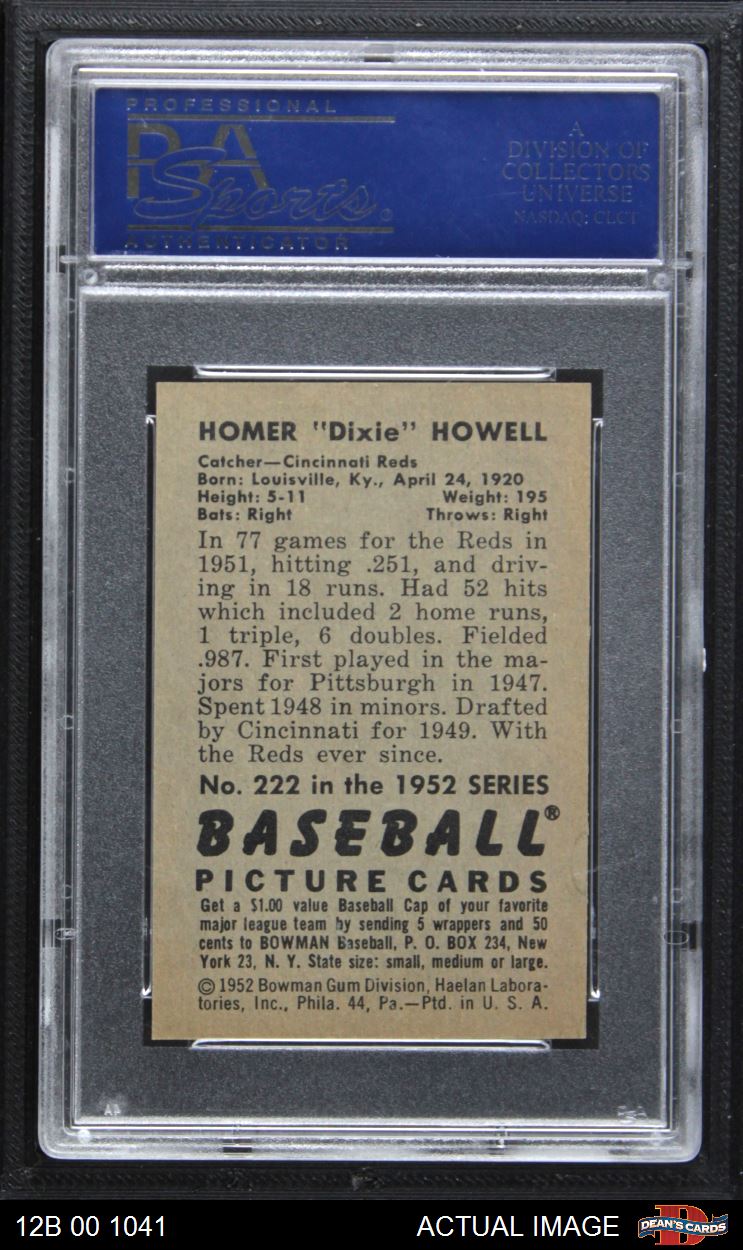 PROFESSIONAL
PSA
Sports®
AUTHENTICATOR
A
DIVISION OF
COLLECTORS
UNIVERSE
NASDAQ: CLCT
HOMER "Dixie" HOWELL
Catcher—Cincinnati Reds
Born: Louisville, Ky., April 24, 1920
Height: 5-11 Weight: 195
Bats: Right Throws: Right
In 77 games for the Reds in
1951, hitting .251, and driv-
ing in 18 runs. Had 52 hits
which included 2 home runs,
1 triple, 6 doubles. Fielded
.987. First played in the ma-
jors for Pittsburgh in 1947.
Spent 1948 in minors. Drafted
by Cincinnati for 1949. With
the Reds ever since.
No. 222 in the 1952 SERIES
BASEBALL®
PICTURE CARDS
Get a $1.00 value Baseball Cap of your favorite
major league team by sending 5 wrappers and 50
cents to BOWMAN Baseball, P. O. BOX 234, New
York 23, N. Y. State size: small, medium or large.
© 1952 Bowman Gum Division, Haelan Labora-
tories, Inc., Phila. 44, Pa.—Ptd. in U. S. A.
12B 00 1041 ACTUAL IMAGE DEAN'S CARDS